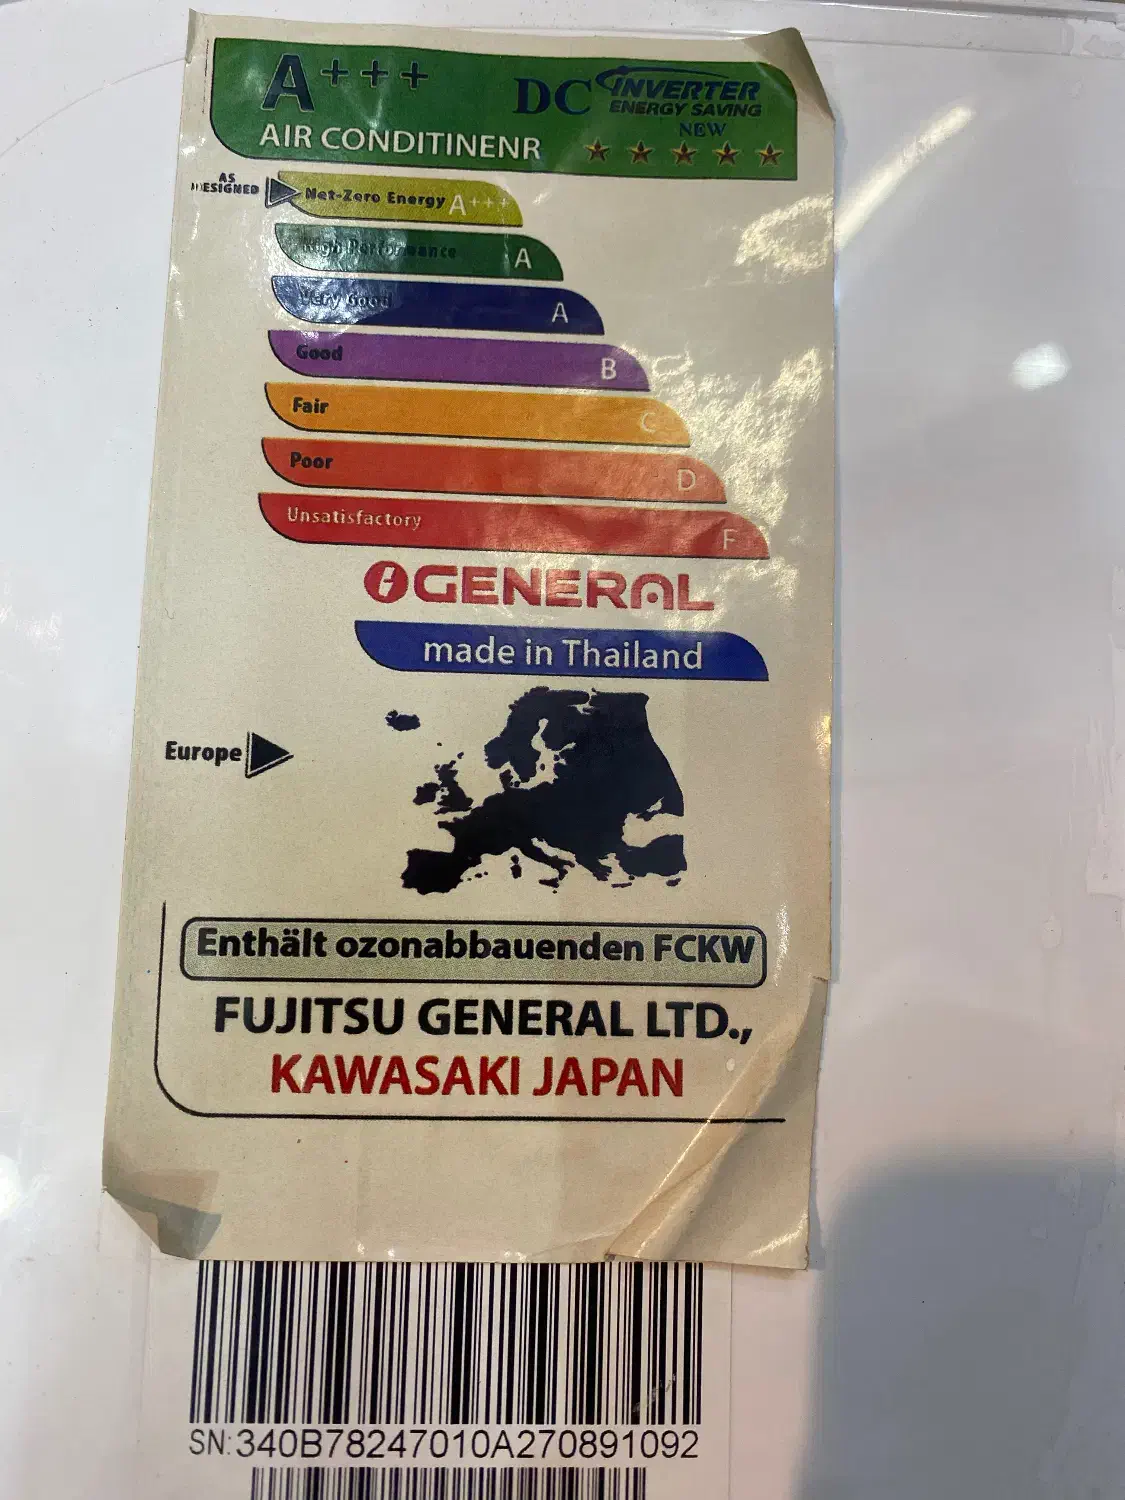 A+++
DC INVERTER
ENERGY SAVING
NEW
AIR CONDITINENR
AS
DESIGNED
Net-Zero Energy A+++
High Performance A
Very Good A
Good B
Fair C
Poor D
Unsatisfactory F
GENERAL
made in Thailand
Europe
Enthält ozonabbauenden FCKW
FUJITSU GENERAL LTD.,
KAWASAKI JAPAN
SN:340B78247010A270891092